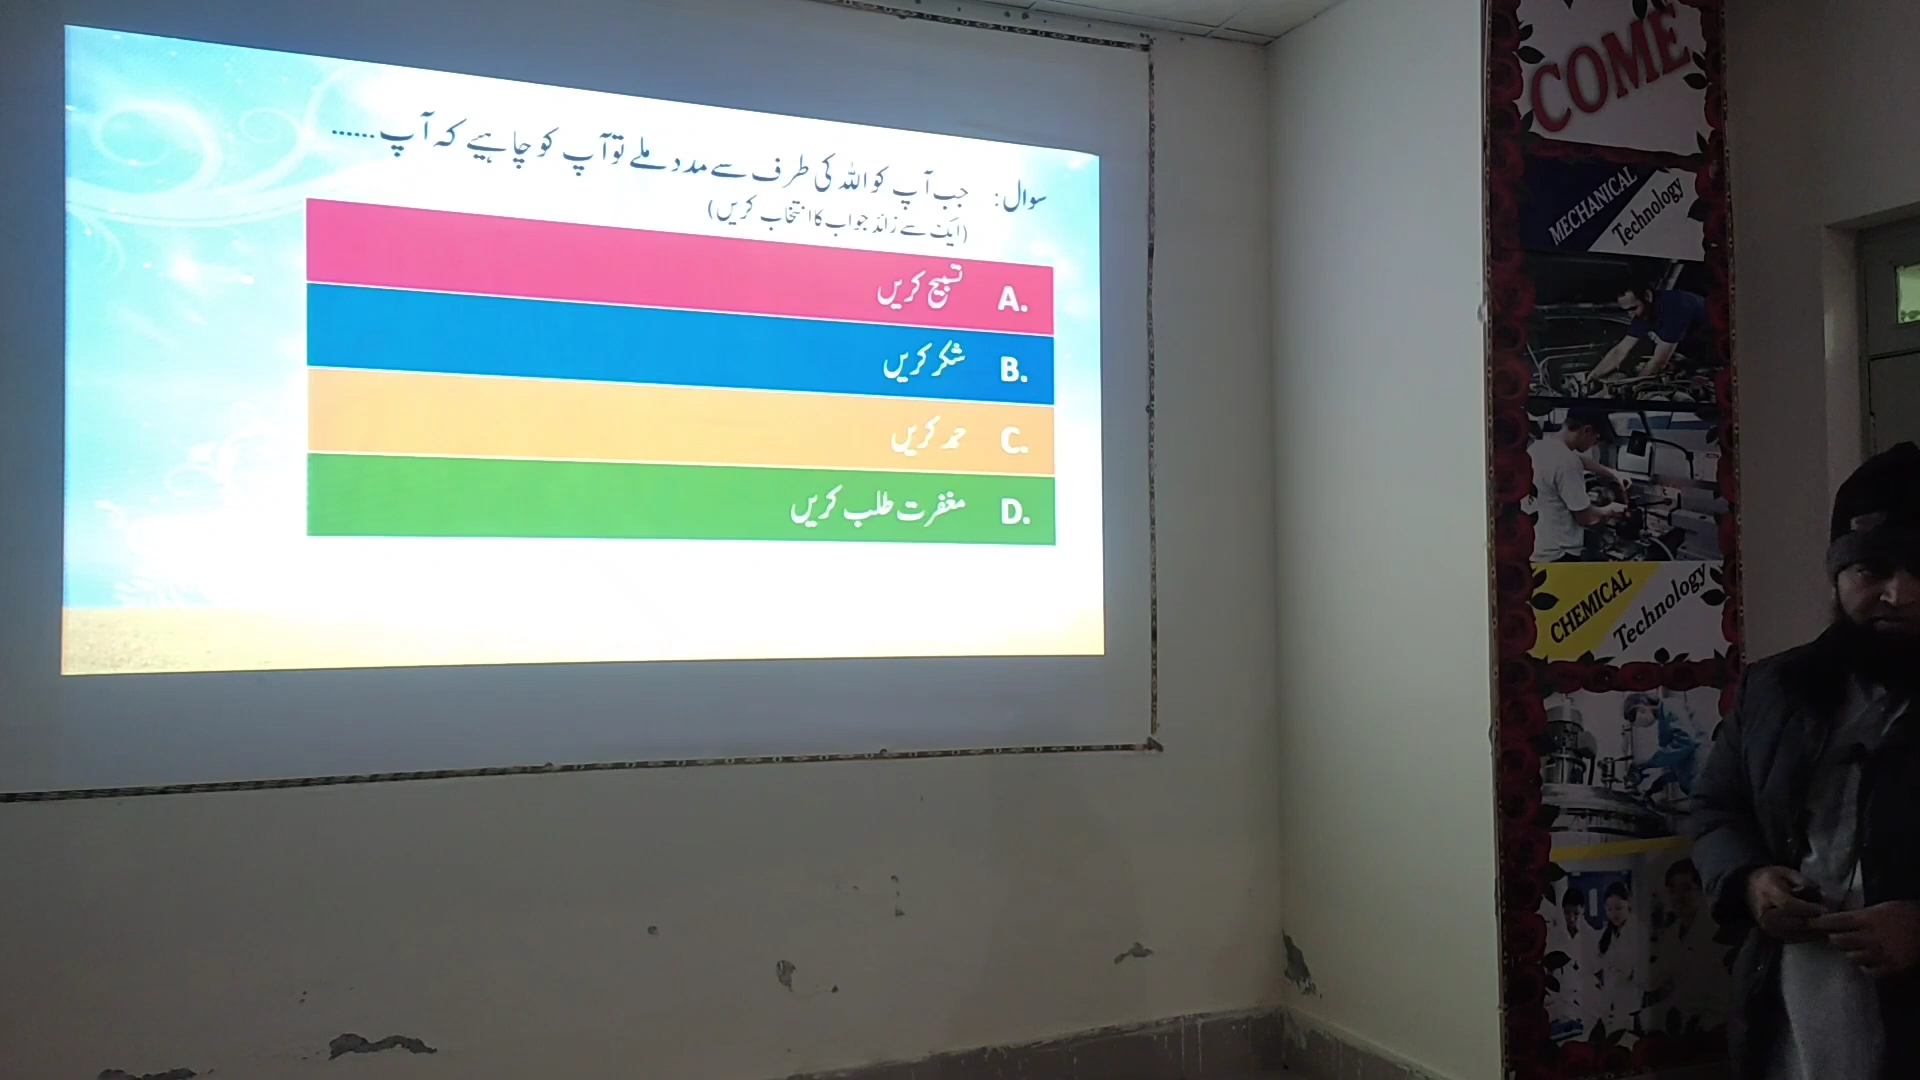 سوال: جب آپ کو اللہ کی طرف سے مدد ملے تو آپ کو چاہیے کہ آپ ......
(ایک سے زائد جواب کا انتخاب کریں)
A. تسبیح کریں
B. شکر کریں
C. حمد کریں
D. مغفرت طلب کریں
COME
MECHANICAL
Technology
CHEMICAL
Technology